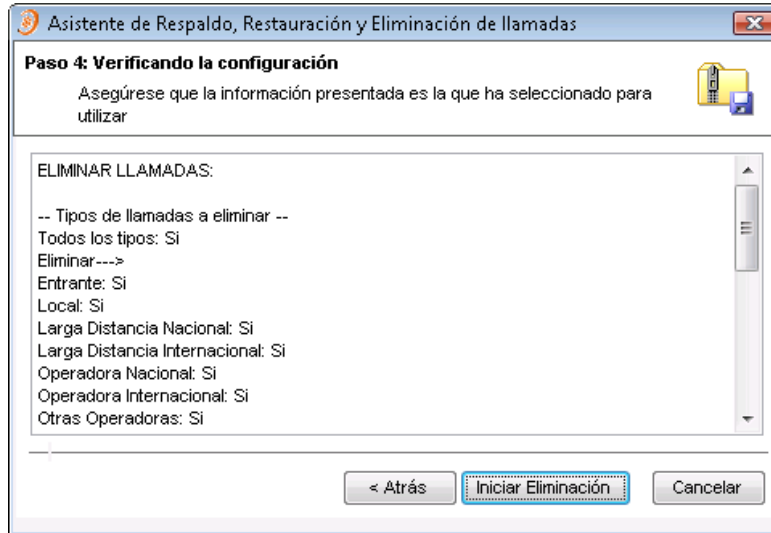 Asistente de Respaldo, Restauración y Eliminación de llamadas
Paso 4: Verificando la configuración
Asegúrese que la información presentada es la que ha seleccionado para
utilizar
ELIMINAR LLAMADAS:
-- Tipos de llamadas a eliminar --
Todos los tipos: Si
Eliminar--->
Entrante: Si
Local: Si
Larga Distancia Nacional: Si
Larga Distancia Internacional: Si
Operadora Nacional: Si
Operadora Internacional: Si
Otras Operadoras: Si
< Atrás Iniciar Eliminación Cancelar